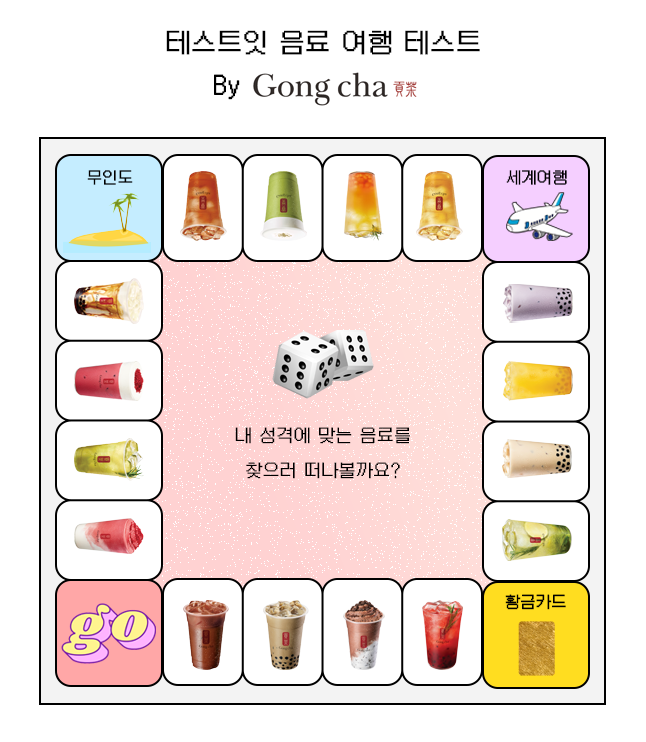 테스트잇 음료 여행 테스트
By Gong cha 貢茶
무인도
세계여행
내 성격에 맞는 음료를
찾으러 떠나볼까요?
go
황금카드